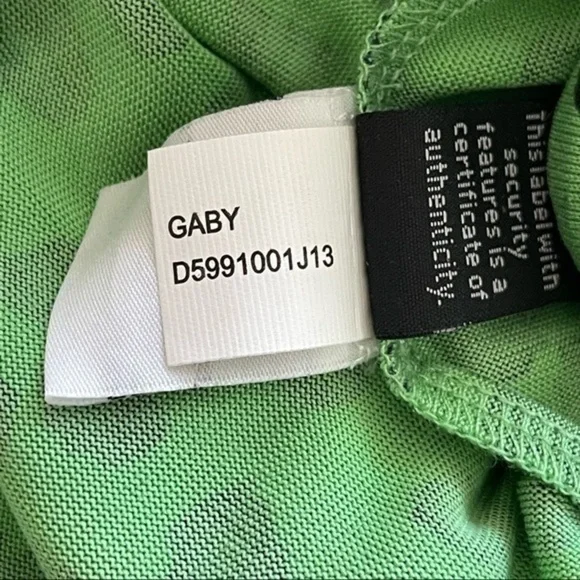 GABY
D5991001J13
This label with
security
features is a
certificate of
authenticity.